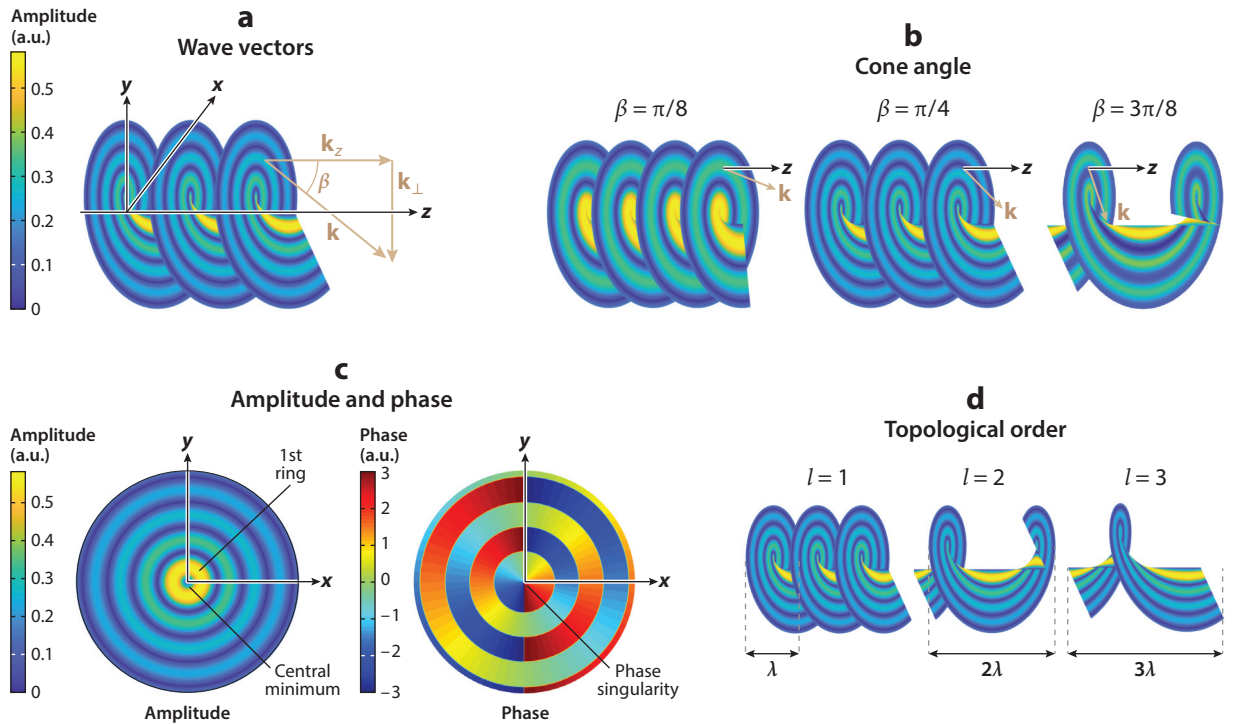 Amplitude
(a.u.)
0.5
0.4
0.3
0.2
0.1
0
a
Wave vectors
y
x
k_z
β
k_⊥
z
k
b
Cone angle
β = π/8
β = π/4
β = 3π/8
z
k
z
k
z
k
c
Amplitude and phase
Amplitude
(a.u.)
0.5
0.4
0.3
0.2
0.1
0
y
1st
ring
x
Central
minimum
Amplitude
Phase
(a.u.)
3
2
1
0
−1
−2
−3
y
x
Phase
singularity
Phase
d
Topological order
l = 1
l = 2
l = 3
λ
2λ
3λ